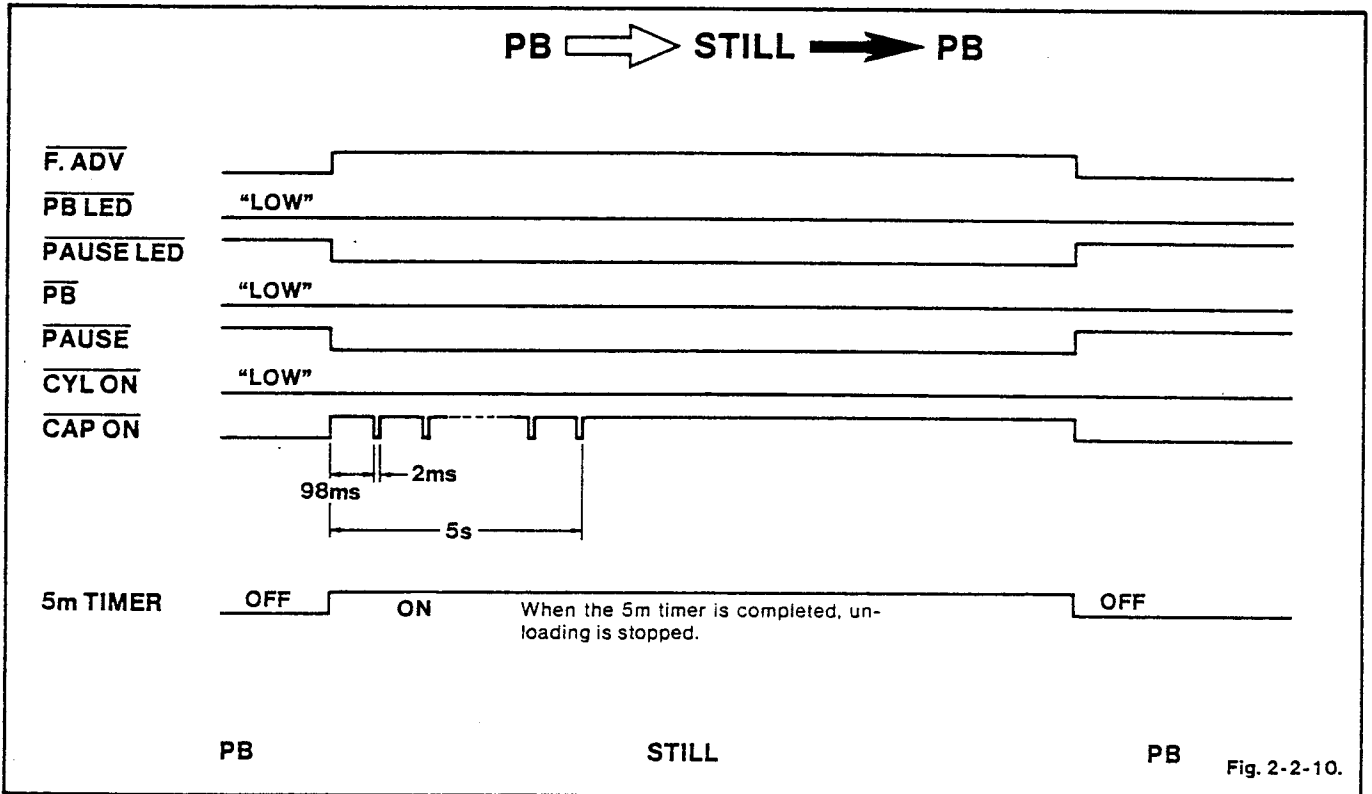 PB STILL PB
F. ADV
PB LED "LOW"
PAUSE LED
PB "LOW"
PAUSE
CYL ON "LOW"
CAP ON
2ms
98ms
5s
5m TIMER OFF ON When the 5m timer is completed, un-
loading is stopped. OFF
PB STILL PB
Fig. 2-2-10.